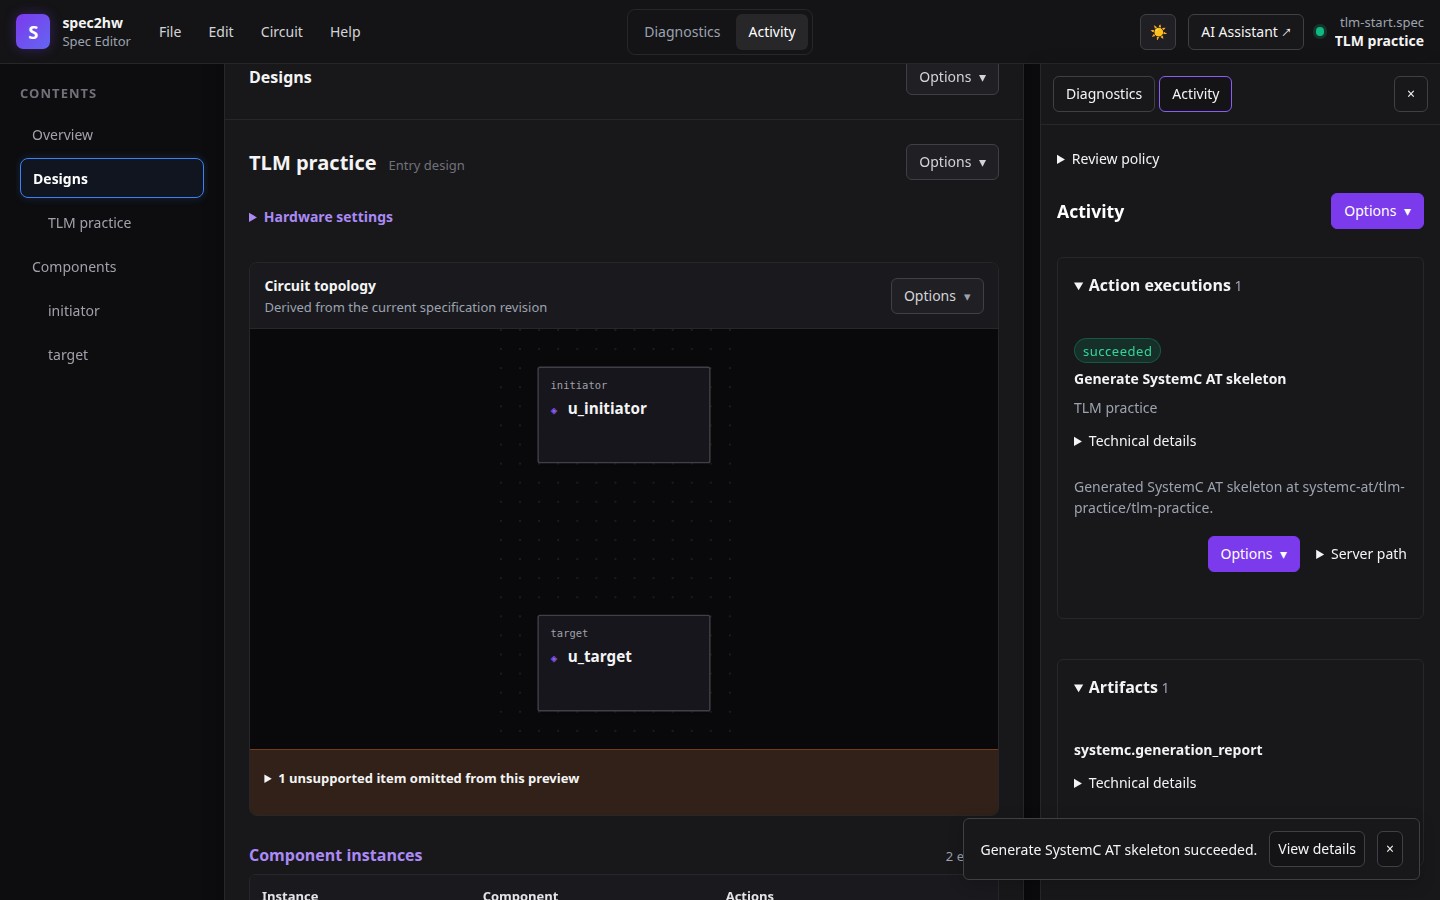 S
spec2hw
Spec Editor
File
Edit
Circuit
Help
Diagnostics
Activity
AI Assistant ↗
tlm-start.spec
TLM practice
CONTENTS
Overview
Designs
TLM practice
Components
initiator
target
Designs
Options ▾
TLM practice
Entry design
Options ▾
Hardware settings
Circuit topology
Derived from the current specification revision
Options ▾
initiator
u_initiator
target
u_target
1 unsupported item omitted from this preview
Component instances
2 e
Instance
Component
Actions
Diagnostics
Activity
×
Review policy
Activity
Options ▾
Action executions 1
succeeded
Generate SystemC AT skeleton
TLM practice
Technical details
Generated SystemC AT skeleton at systemc-at/tlm-
practice/tlm-practice.
Options ▾
Server path
Artifacts 1
systemc.generation_report
Technical details
Generate SystemC AT skeleton succeeded.
View details
×